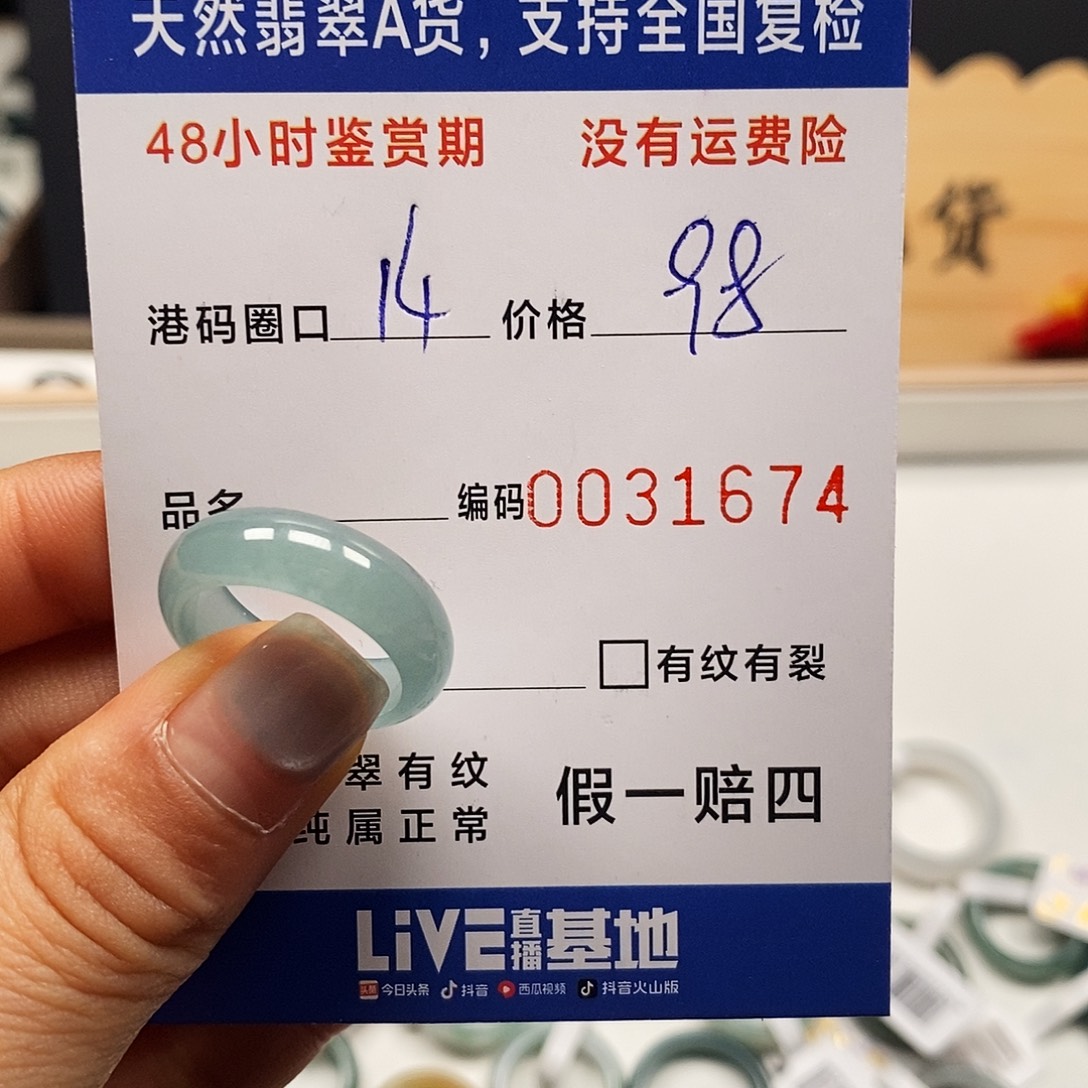 天然翡翠A货，支持全国复检
48小时鉴赏期 没有运费险
港码圈口 14 价格 98
品名 编码 0031674
有纹有裂
翠有纹
纯属正常
假一赔四
LiVE直播基地
头条 今日头条 抖音 西瓜视频 抖音火山版
货